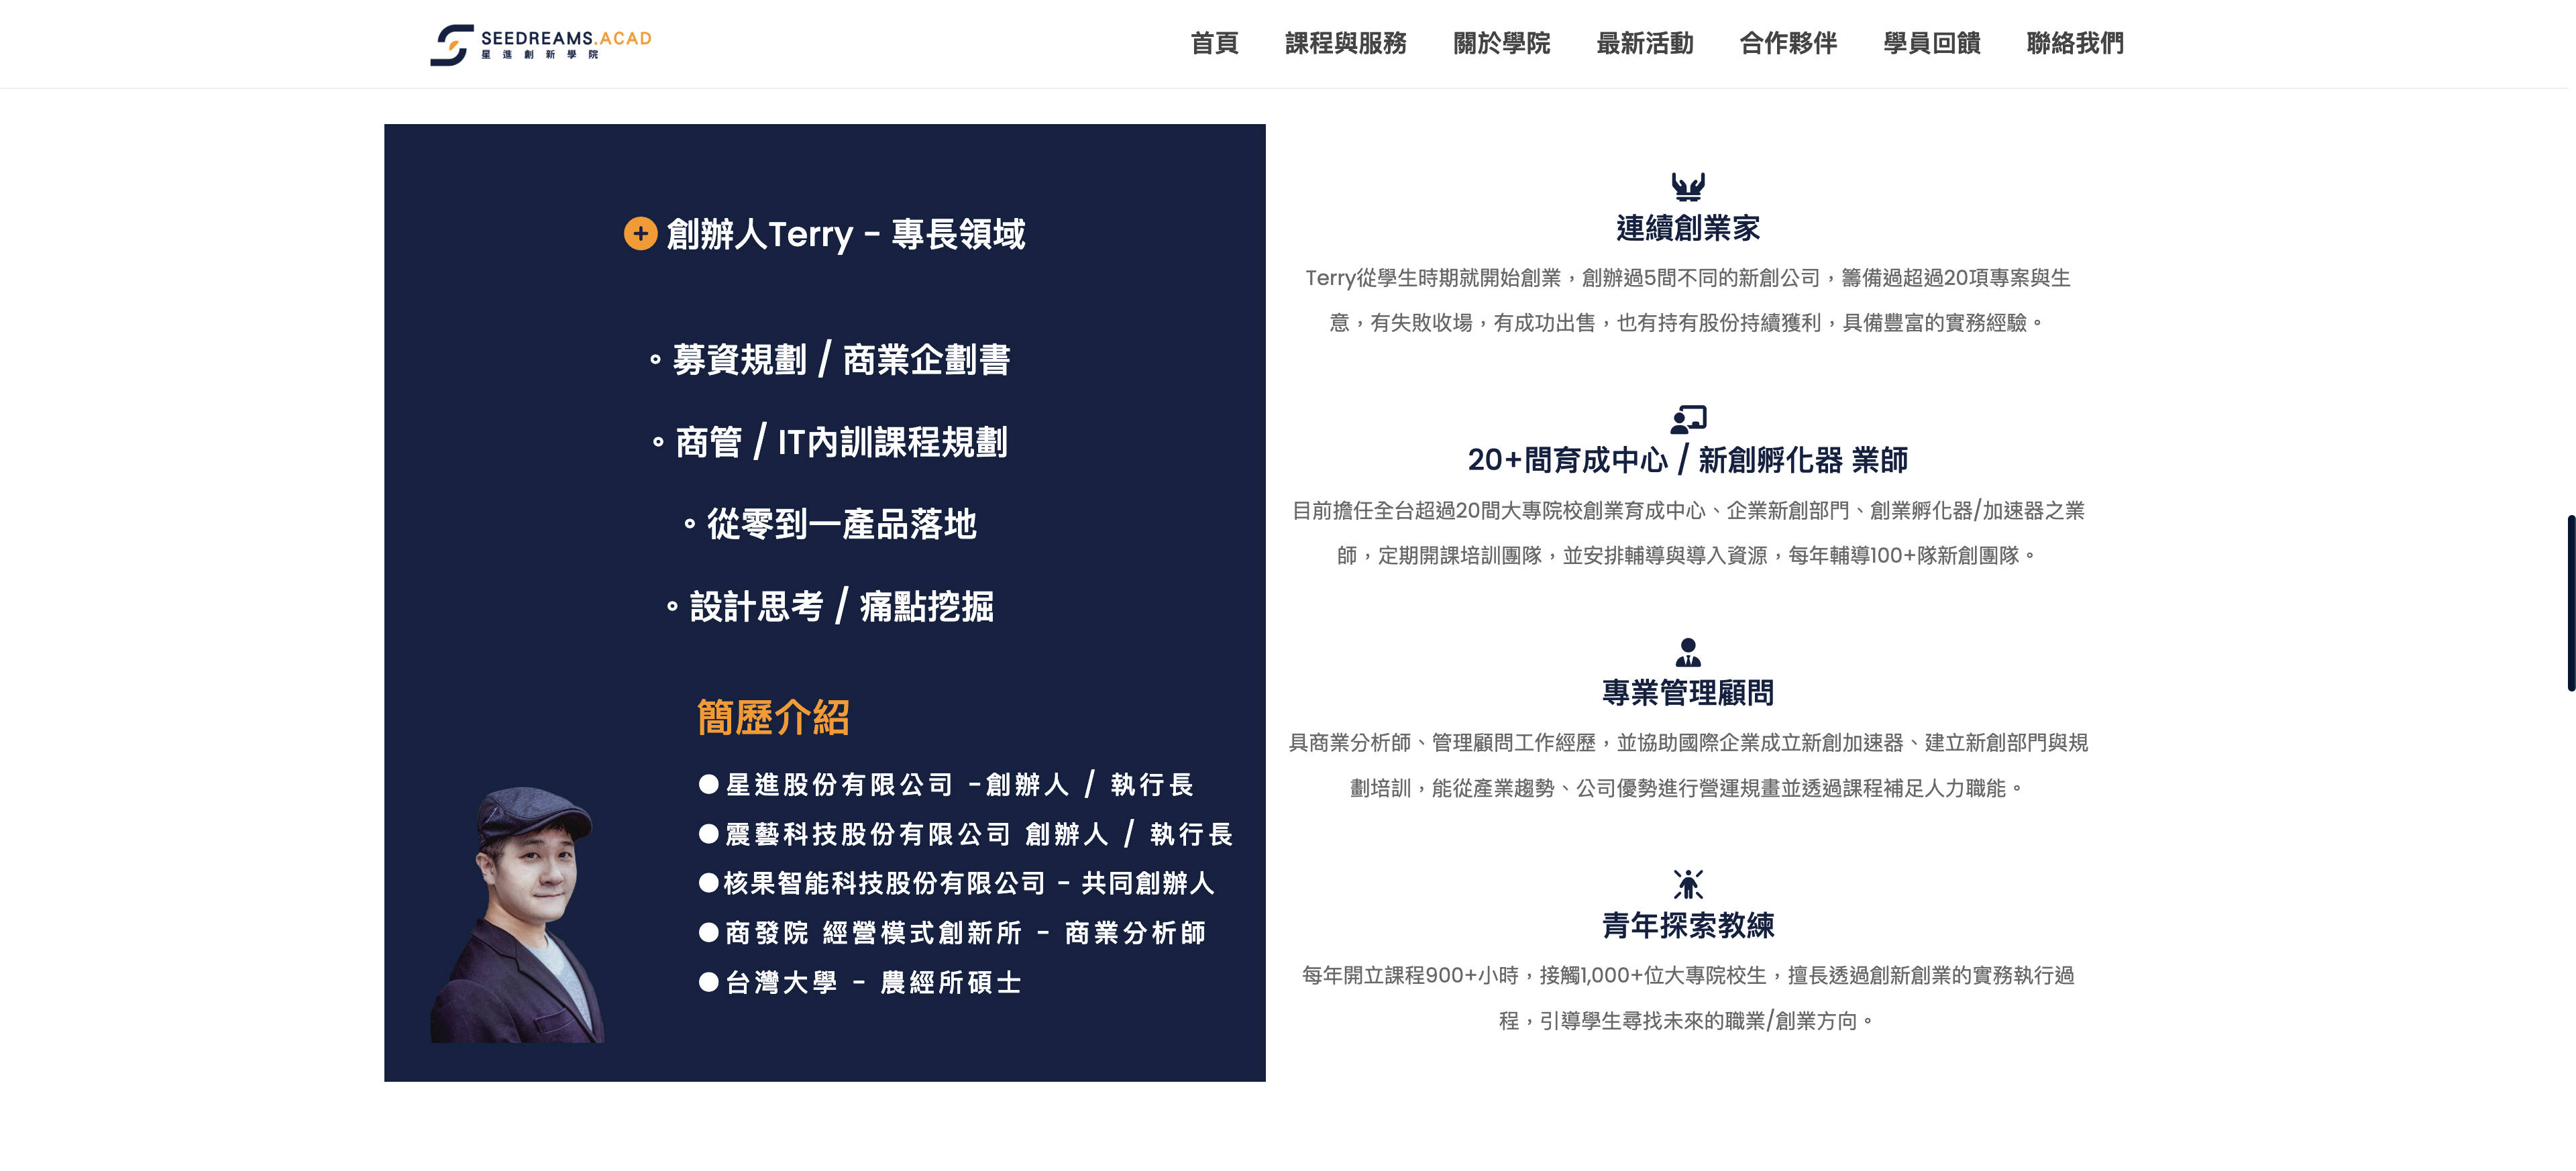 SEEDREAMS.ACAD
星進創新學院
首頁 課程與服務 關於學院 最新活動 合作夥伴 學員回饋 聯絡我們
創辦人Terry - 專長領域
。募資規劃 / 商業企劃書
。商管 / IT內訓課程規劃
。從零到一產品落地
。設計思考 / 痛點挖掘
簡歷介紹
●星進股份有限公司 -創辦人 / 執行長
●震藝科技股份有限公司 創辦人 / 執行長
●核果智能科技股份有限公司 - 共同創辦人
●商發院 經營模式創新所 - 商業分析師
●台灣大學 - 農經所碩士
連續創業家
Terry從學生時期就開始創業，創辦過5間不同的新創公司，籌備過超過20項專案與生
意，有失敗收場，有成功出售，也有持有股份持續獲利，具備豐富的實務經驗。
20+間育成中心 / 新創孵化器 業師
目前擔任全台超過20間大專院校創業育成中心、企業新創部門、創業孵化器/加速器之業
師，定期開課培訓團隊，並安排輔導與導入資源，每年輔導100+隊新創團隊。
專業管理顧問
具商業分析師、管理顧問工作經歷，並協助國際企業成立新創加速器、建立新創部門與規
劃培訓，能從產業趨勢、公司優勢進行營運規畫並透過課程補足人力職能。
青年探索教練
每年開立課程900+小時，接觸1,000+位大專院校生，擅長透過創新創業的實務執行過
程，引導學生尋找未來的職業/創業方向。